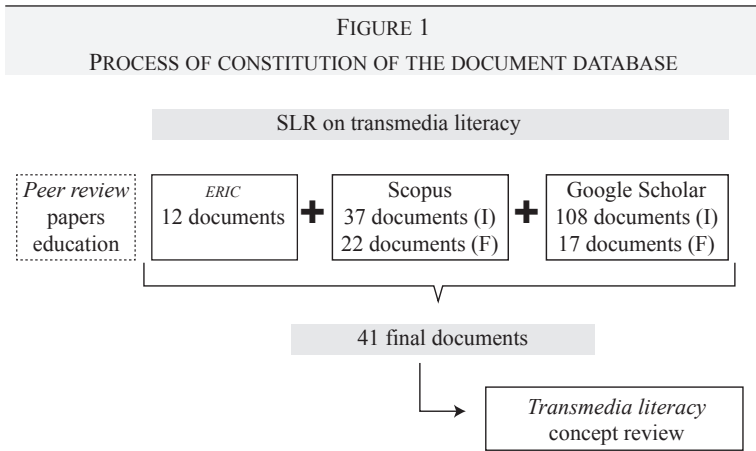 FIGURE 1
PROCESS OF CONSTITUTION OF THE DOCUMENT DATABASE
SLR on transmedia literacy
Peer review
papers
education
ERIC
12 documents
+
Scopus
37 documents (I)
22 documents (F)
+
Google Scholar
108 documents (I)
17 documents (F)
41 final documents
Transmedia literacy
concept review